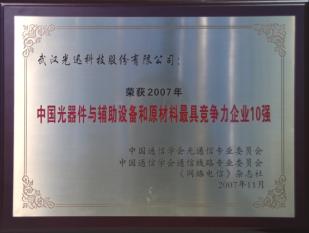 武汉光迅科技股份有限公司：
荣获2007年
中国光器件与辅助设备和原材料最具竞争力企业10强
中国通信学会光通信专业委员会
中国通信学会通信线路专业委员会
《网络电信》杂志社
2007年11月